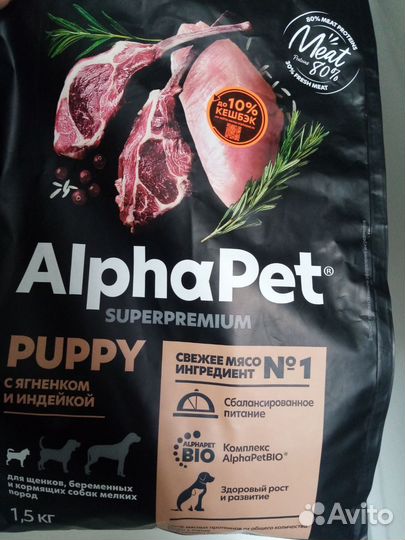 80% MEAT PROTEINS
Proteins
Meat
80%
20% FRESH MEAT
до 10%
КЕШБЭК
AlphaPet®
SUPERPREMIUM
PUPPY
С ЯГНЕНКОМ
И ИНДЕЙКОЙ
для щенков, беременных
и кормящих собак мелких
пород
1,5 кг
СВЕЖЕЕ МЯСО
ИНГРЕДИЕНТ №1
Сбалансированное
питание
ALPHAPET
BIO
Комплекс
AlphaPetBIO®
Здоровый рост
и развитие
Avito